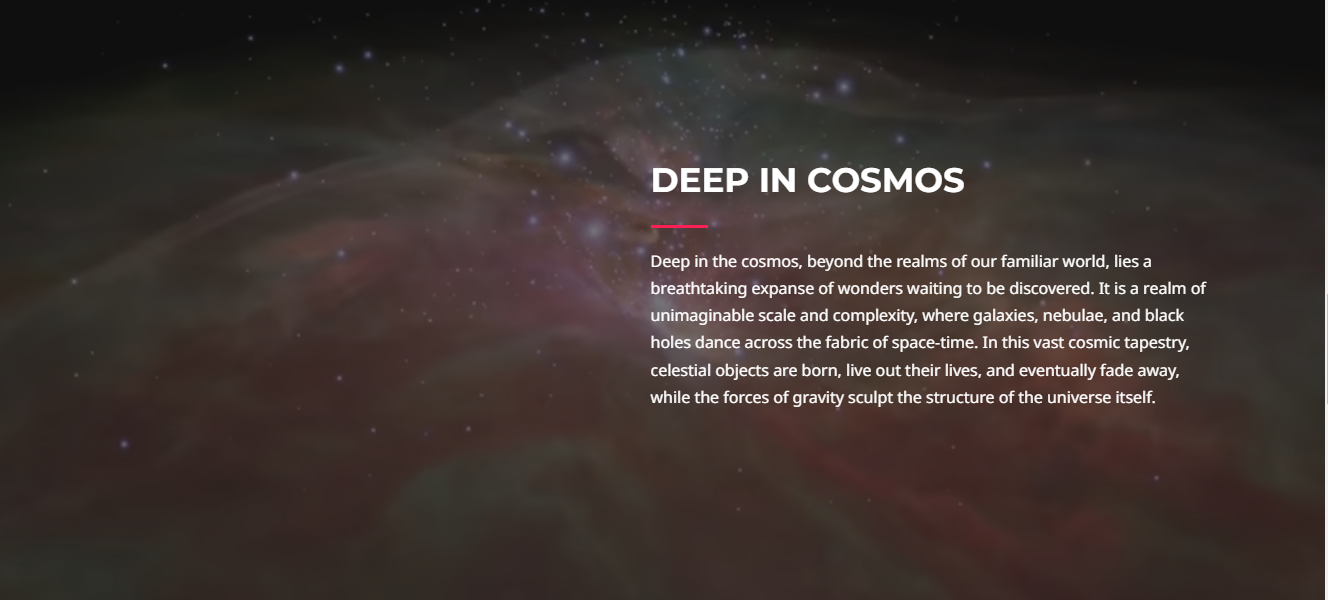 DEEP IN COSMOS
Deep in the cosmos, beyond the realms of our familiar world, lies a
breathtaking expanse of wonders waiting to be discovered. It is a realm of
unimaginable scale and complexity, where galaxies, nebulae, and black
holes dance across the fabric of space-time. In this vast cosmic tapestry,
celestial objects are born, live out their lives, and eventually fade away,
while the forces of gravity sculpt the structure of the universe itself.